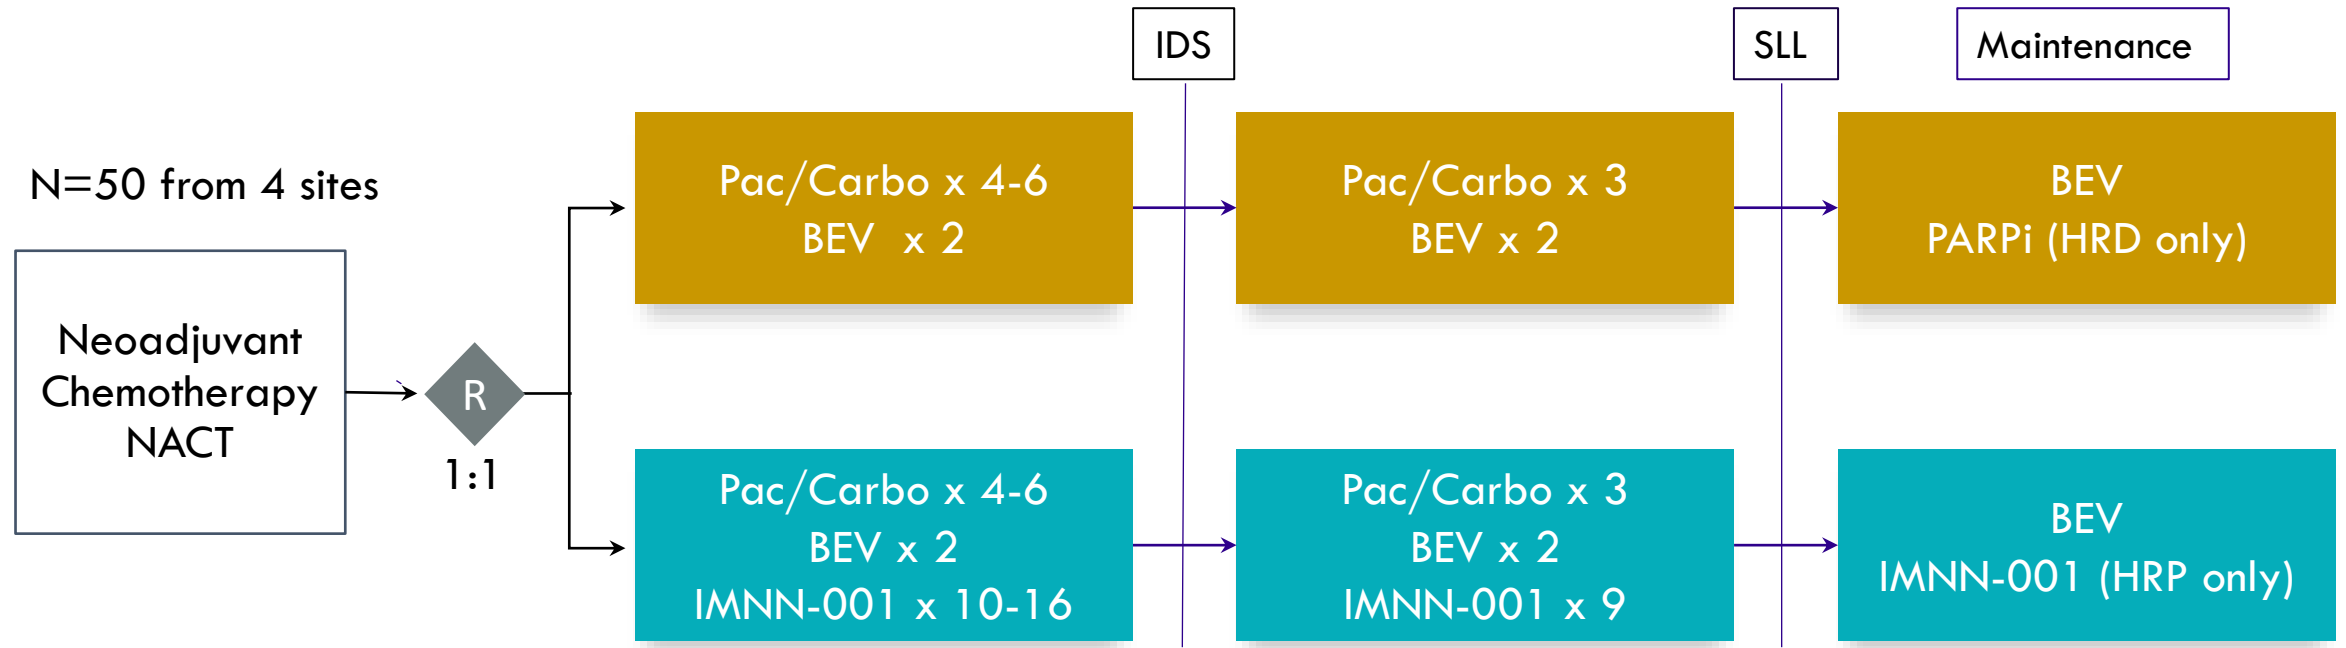 IDS
SLL
Maintenance
N=50 from 4 sites
Neoadjuvant
Chemotherapy
NACT
R
1:1
Pac/Carbo x 4-6
BEV x 2
Pac/Carbo x 3
BEV x 2
BEV
PARPi (HRD only)
Pac/Carbo x 4-6
BEV x 2
IMNN-001 x 10-16
Pac/Carbo x 3
BEV x 2
IMNN-001 x 9
BEV
IMNN-001 (HRP only)